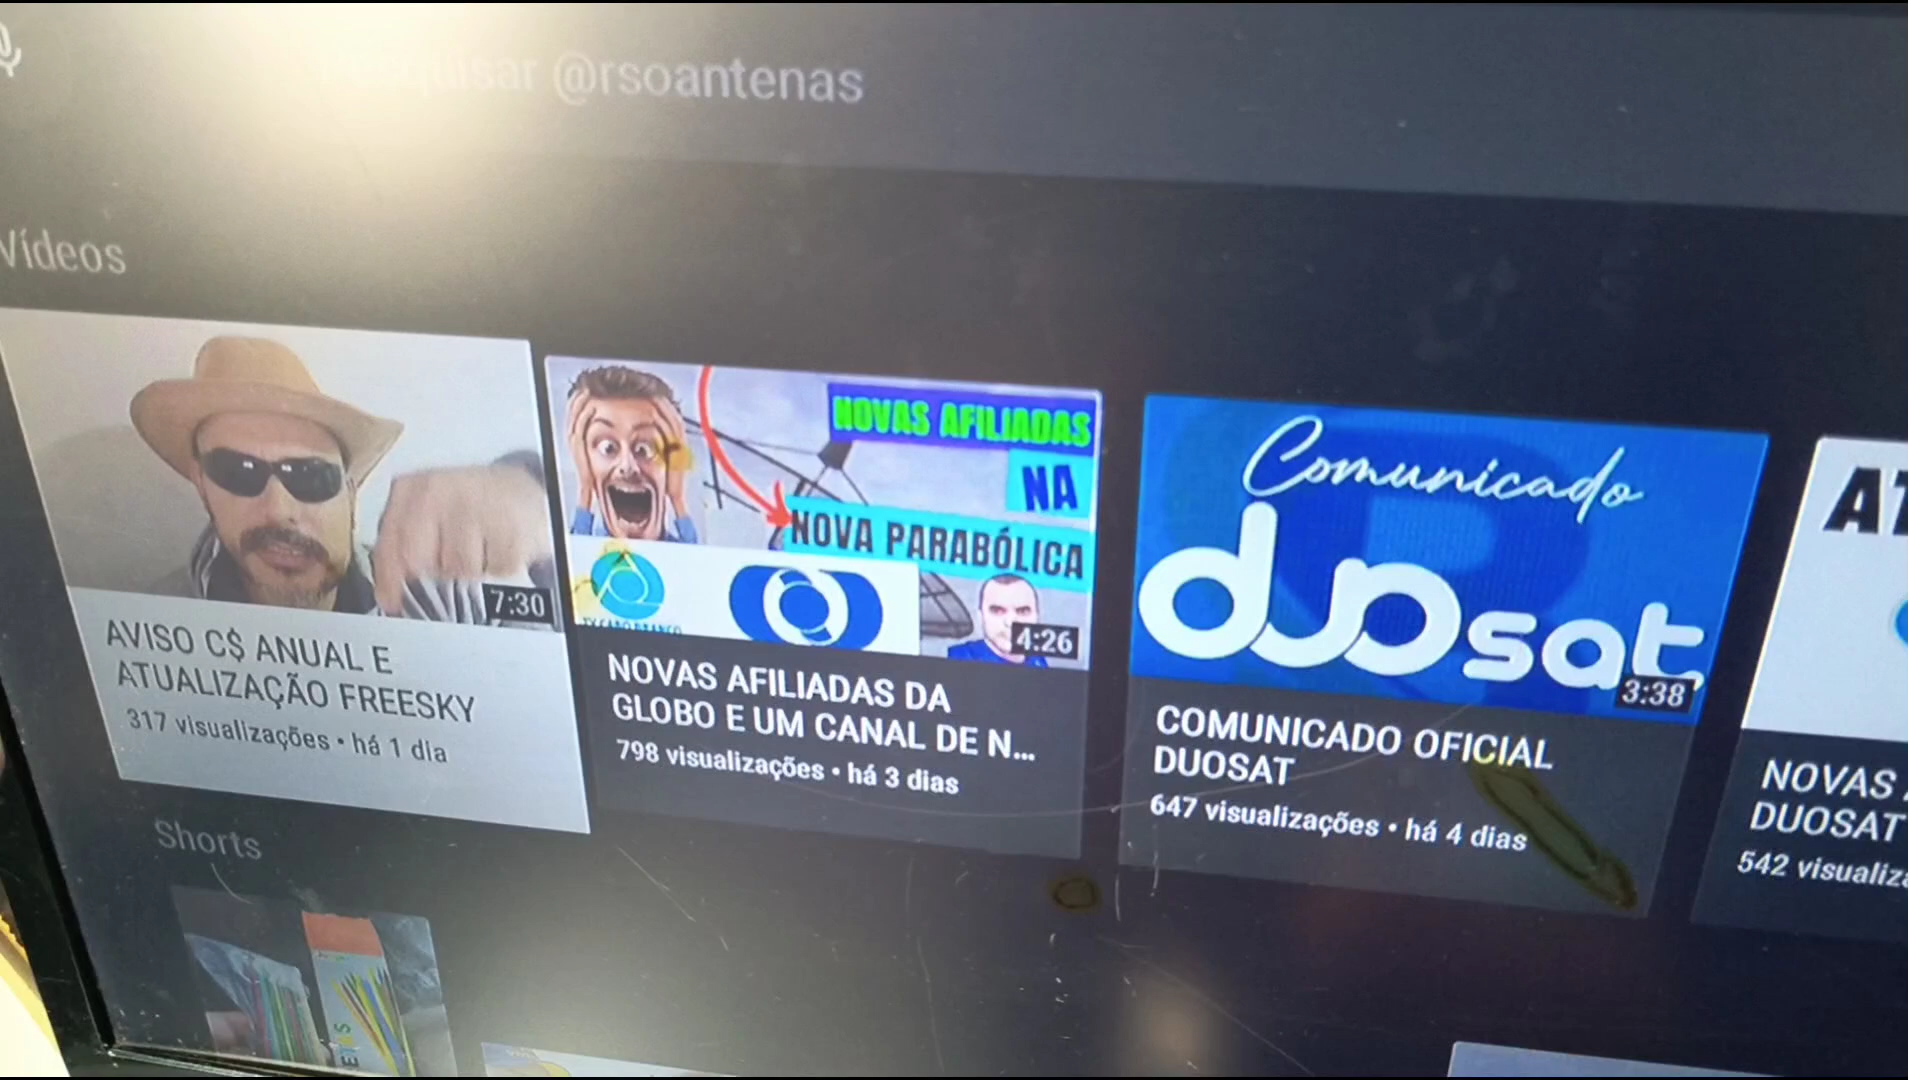 @rsoantenas
Vídeos
7:30
AVISO C$ ANUAL E
ATUALIZAÇÃO FREESKY
317 visualizações • há 1 dia
NOVAS AFILIADAS
NA
NOVA PARABÓLICA
4:26
NOVAS AFILIADAS DA
GLOBO E UM CANAL DE N...
798 visualizações • há 3 dias
Comunicado
duosat
3:38
COMUNICADO OFICIAL
DUOSAT
647 visualizações • há 4 dias
NOVAS
DUOSAT
542
Shorts